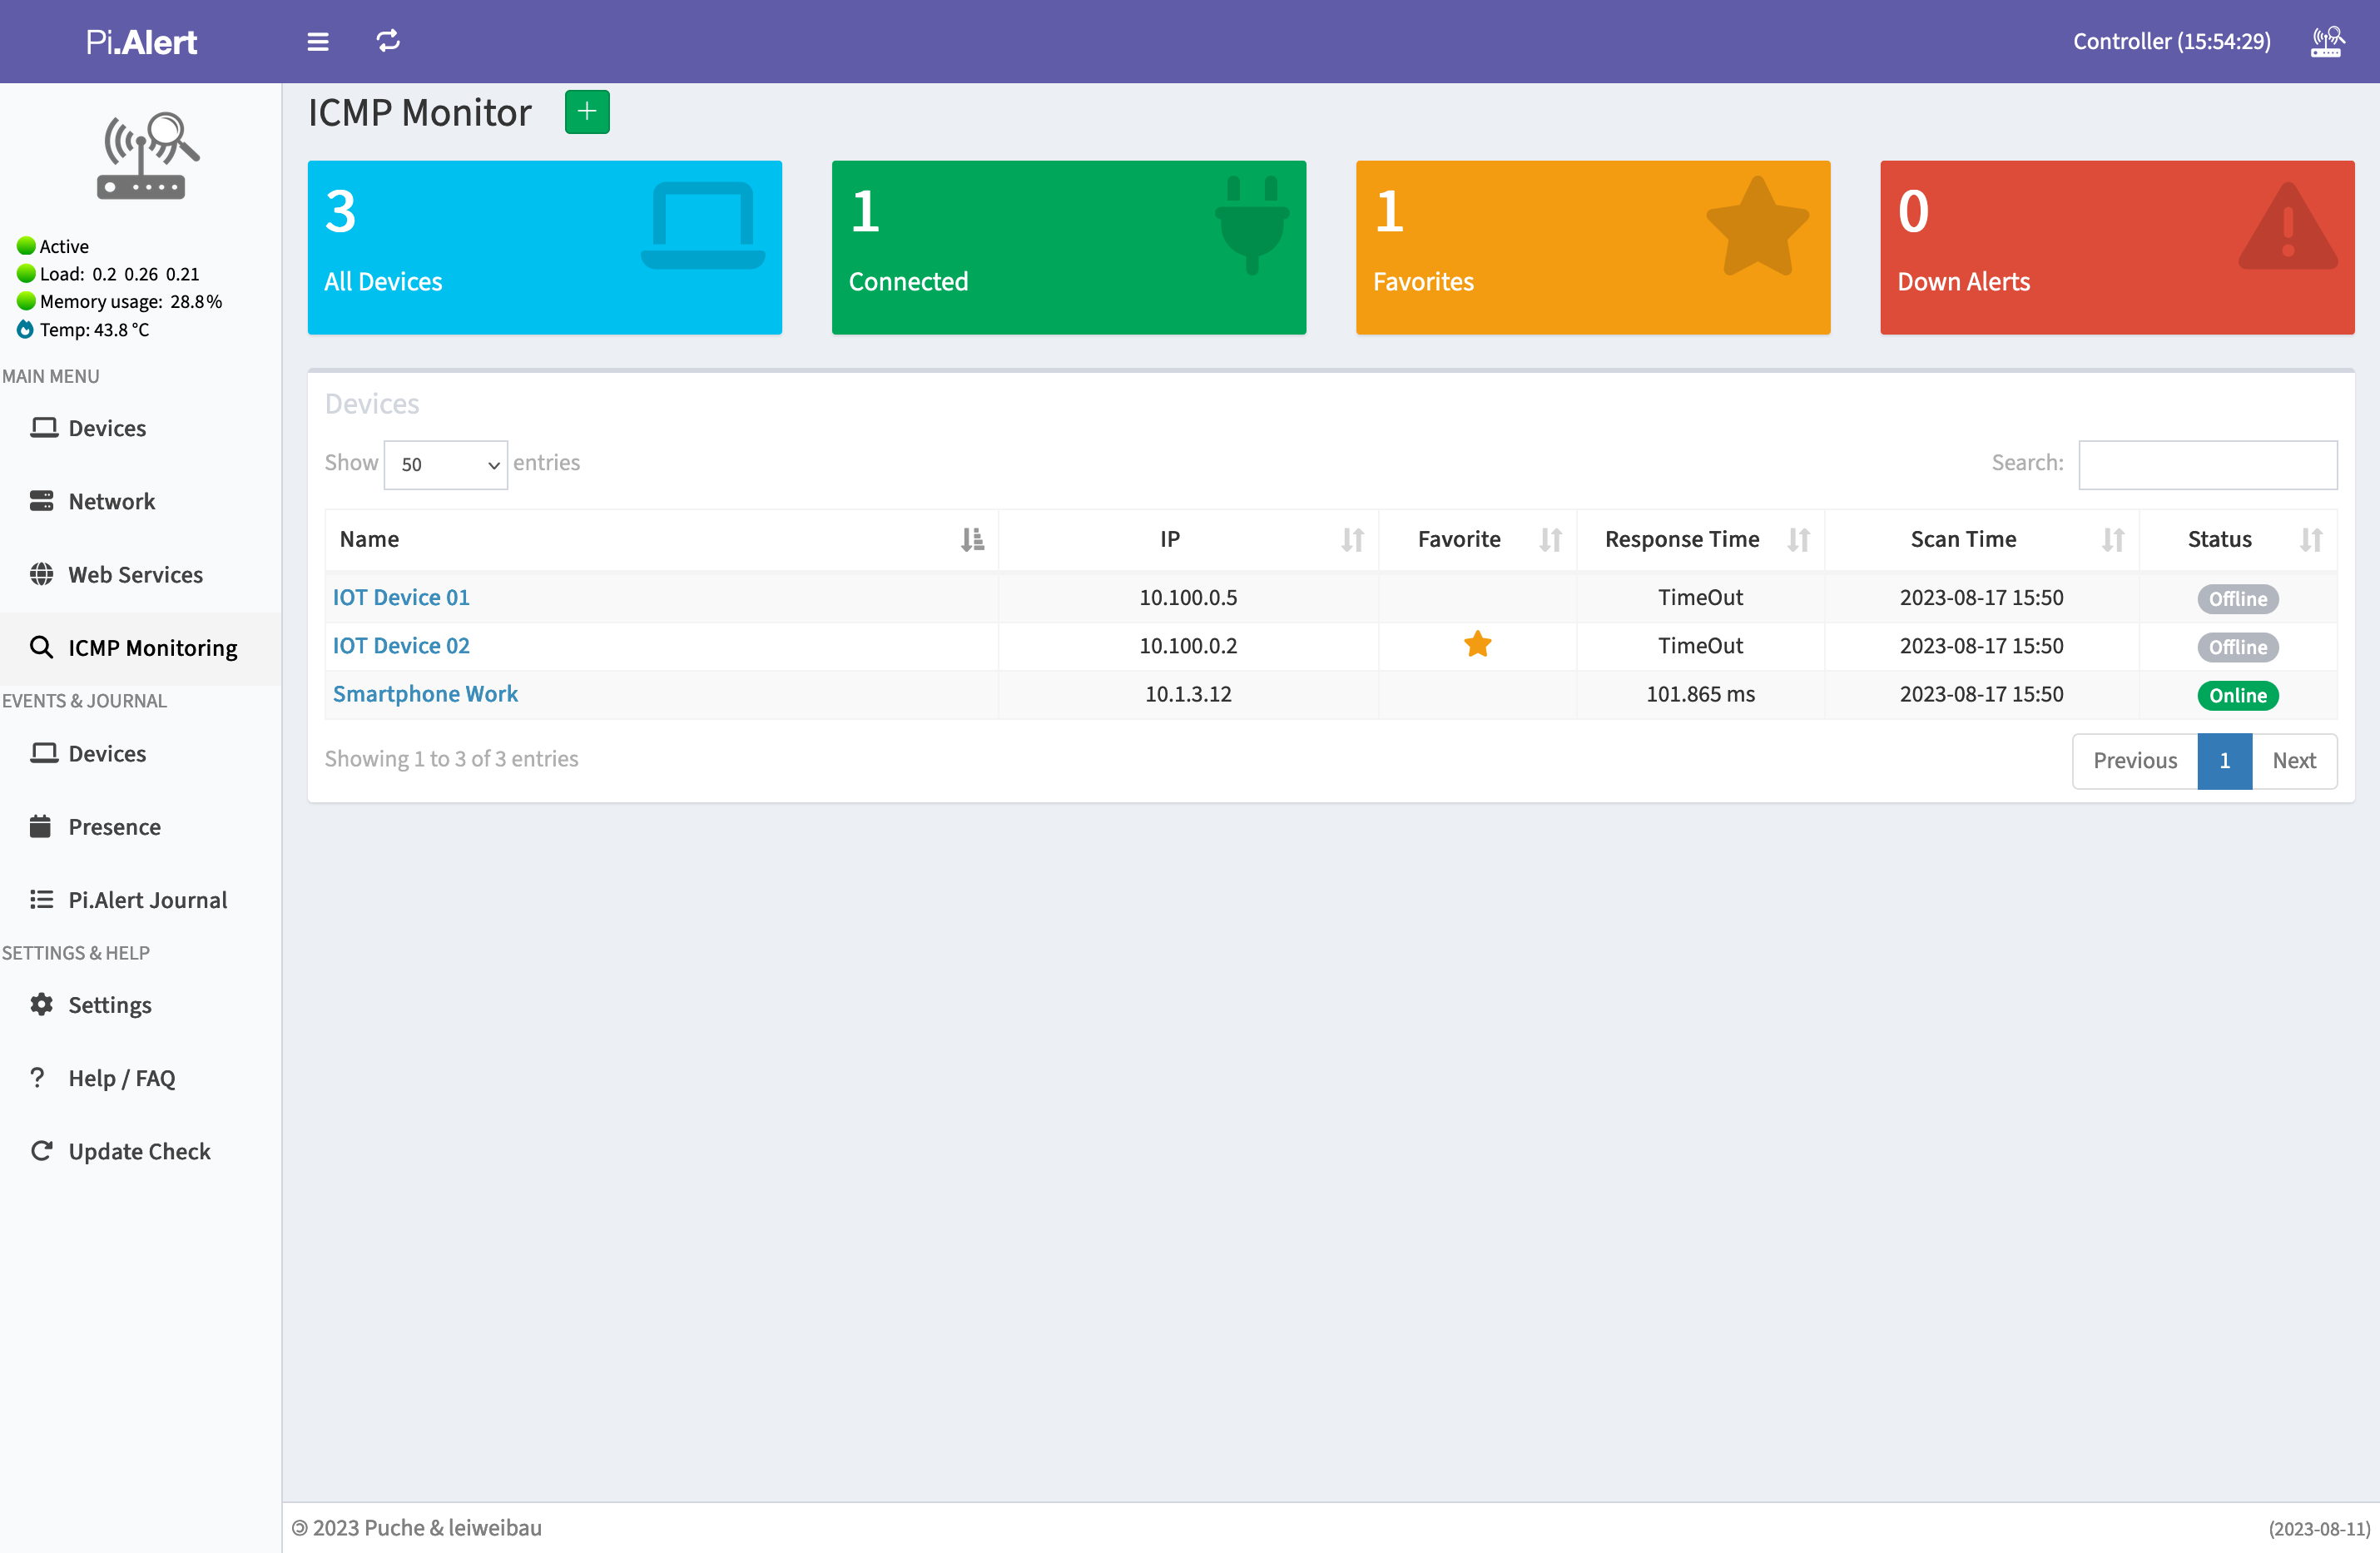 Pi.Alert
Controller (15:54:29)
Active
Load: 0.2 0.26 0.21
Memory usage: 28.8%
Temp: 43.8 °C
MAIN MENU
Devices
Network
Web Services
ICMP Monitoring
EVENTS & JOURNAL
Devices
Presence
Pi.Alert Journal
SETTINGS & HELP
Settings
Help / FAQ
Update Check
ICMP Monitor
3
All Devices
1
Connected
1
Favorites
0
Down Alerts
Devices
Show 50 entries
Search:
Name IP Favorite Response Time Scan Time Status
IOT Device 01 10.100.0.5 TimeOut 2023-08-17 15:50 Offline
IOT Device 02 10.100.0.2 TimeOut 2023-08-17 15:50 Offline
Smartphone Work 10.1.3.12 101.865 ms 2023-08-17 15:50 Online
Showing 1 to 3 of 3 entries
Previous 1 Next
🄯 2023 Puche & leiweibau
(2023-08-11)